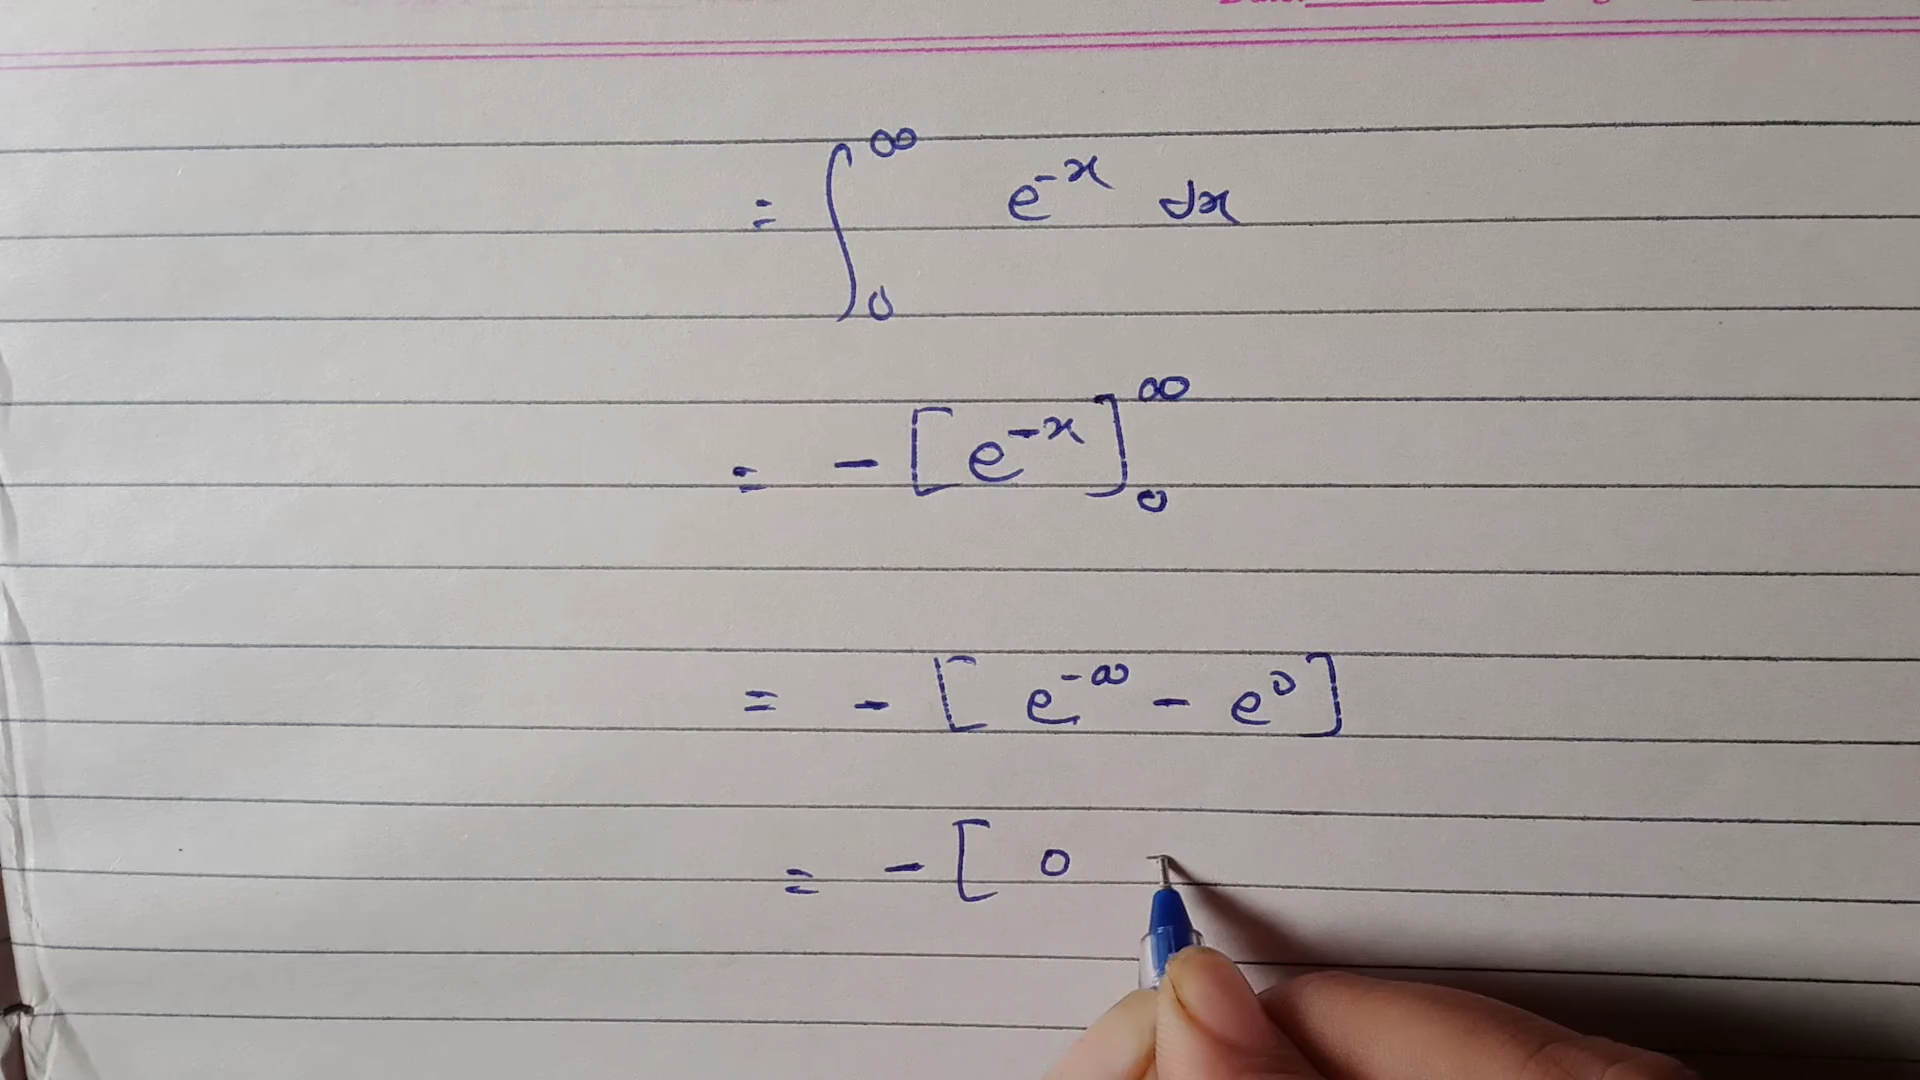 = ∫₀^∞ e^{-x} dx
= - [e^{-x}]₀^∞
= - [e^{-∞} - e^0]
= - [0 -